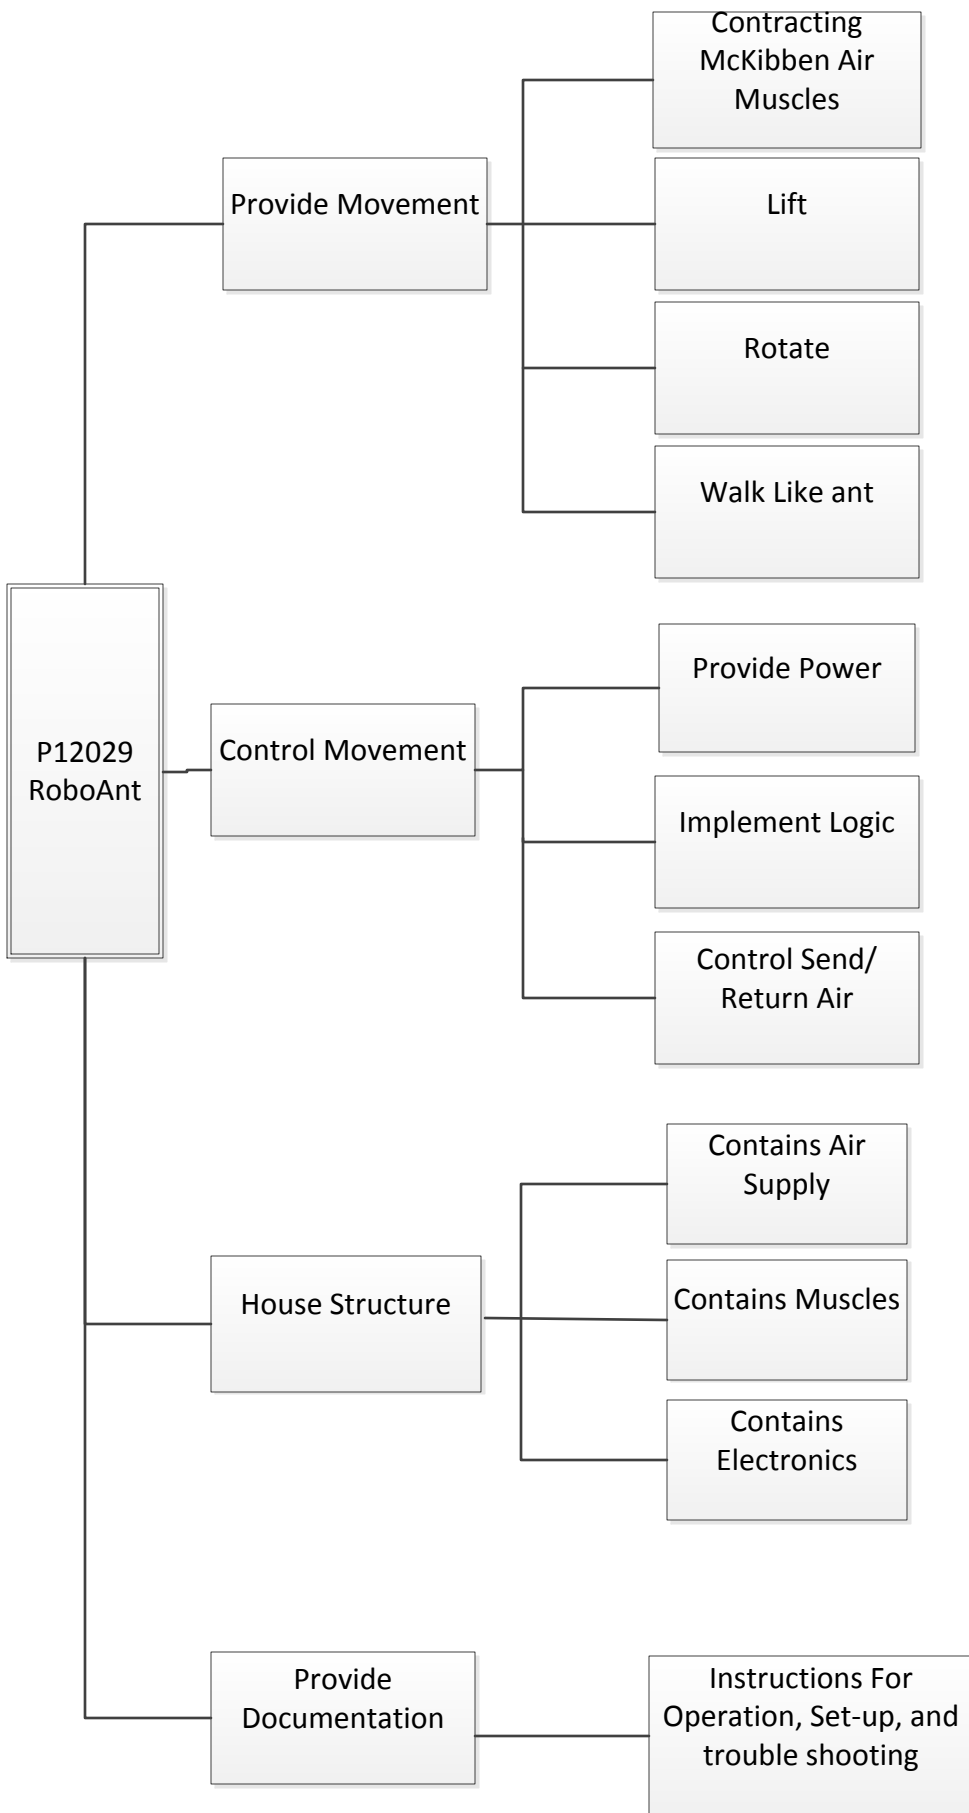 Contracting
McKibben Air
Muscles
Provide Movement
Lift
Rotate
Walk Like ant
P12029
RoboAnt
Control Movement
Provide Power
Implement Logic
Control Send/
Return Air
House Structure
Contains Air
Supply
Contains Muscles
Contains
Electronics
Provide
Documentation
Instructions For
Operation, Set-up, and
trouble shooting